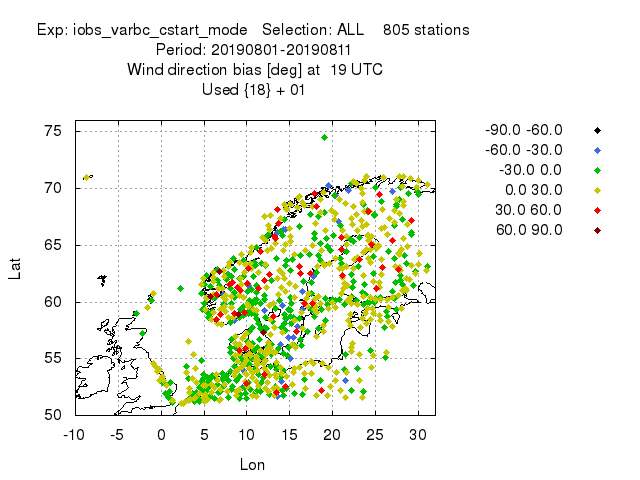 Exp: iobs_varbc_cstart_mode   Selection: ALL    805 stations
Period: 20190801-20190811
Wind direction bias [deg] at  19 UTC
Used {18} + 01
-90.0 -60.0
-60.0 -30.0
-30.0 0.0
0.0 30.0
30.0 60.0
60.0 90.0
75
70
65
60
55
50
Lat
-10 -5 0 5 10 15 20 25 30
Lon